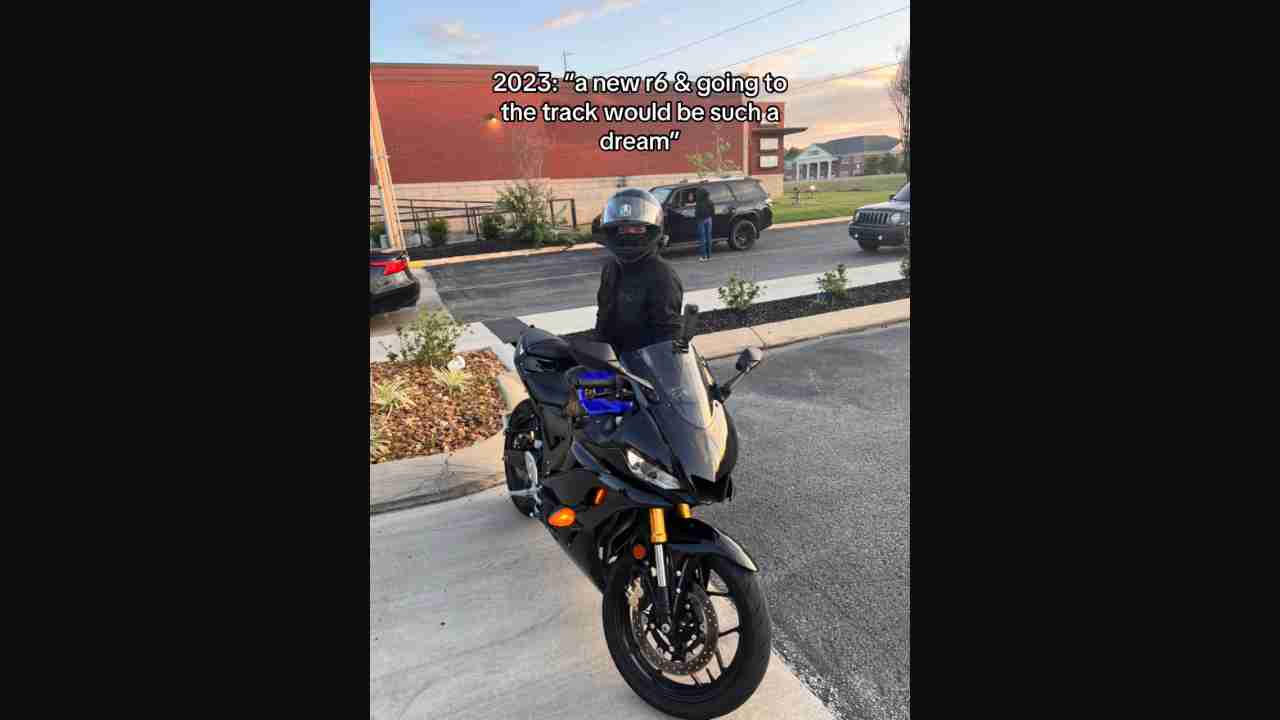 2023: “a new r6 & going to
the track would be such a
dream”